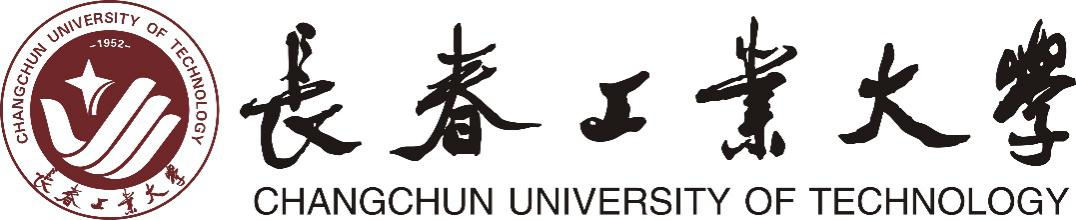 CHANGCHUN UNIVERSITY OF TECHNOLOGY
-1952-
長春工業大學
長春工業大學
CHANGCHUN UNIVERSITY OF TECHNOLOGY